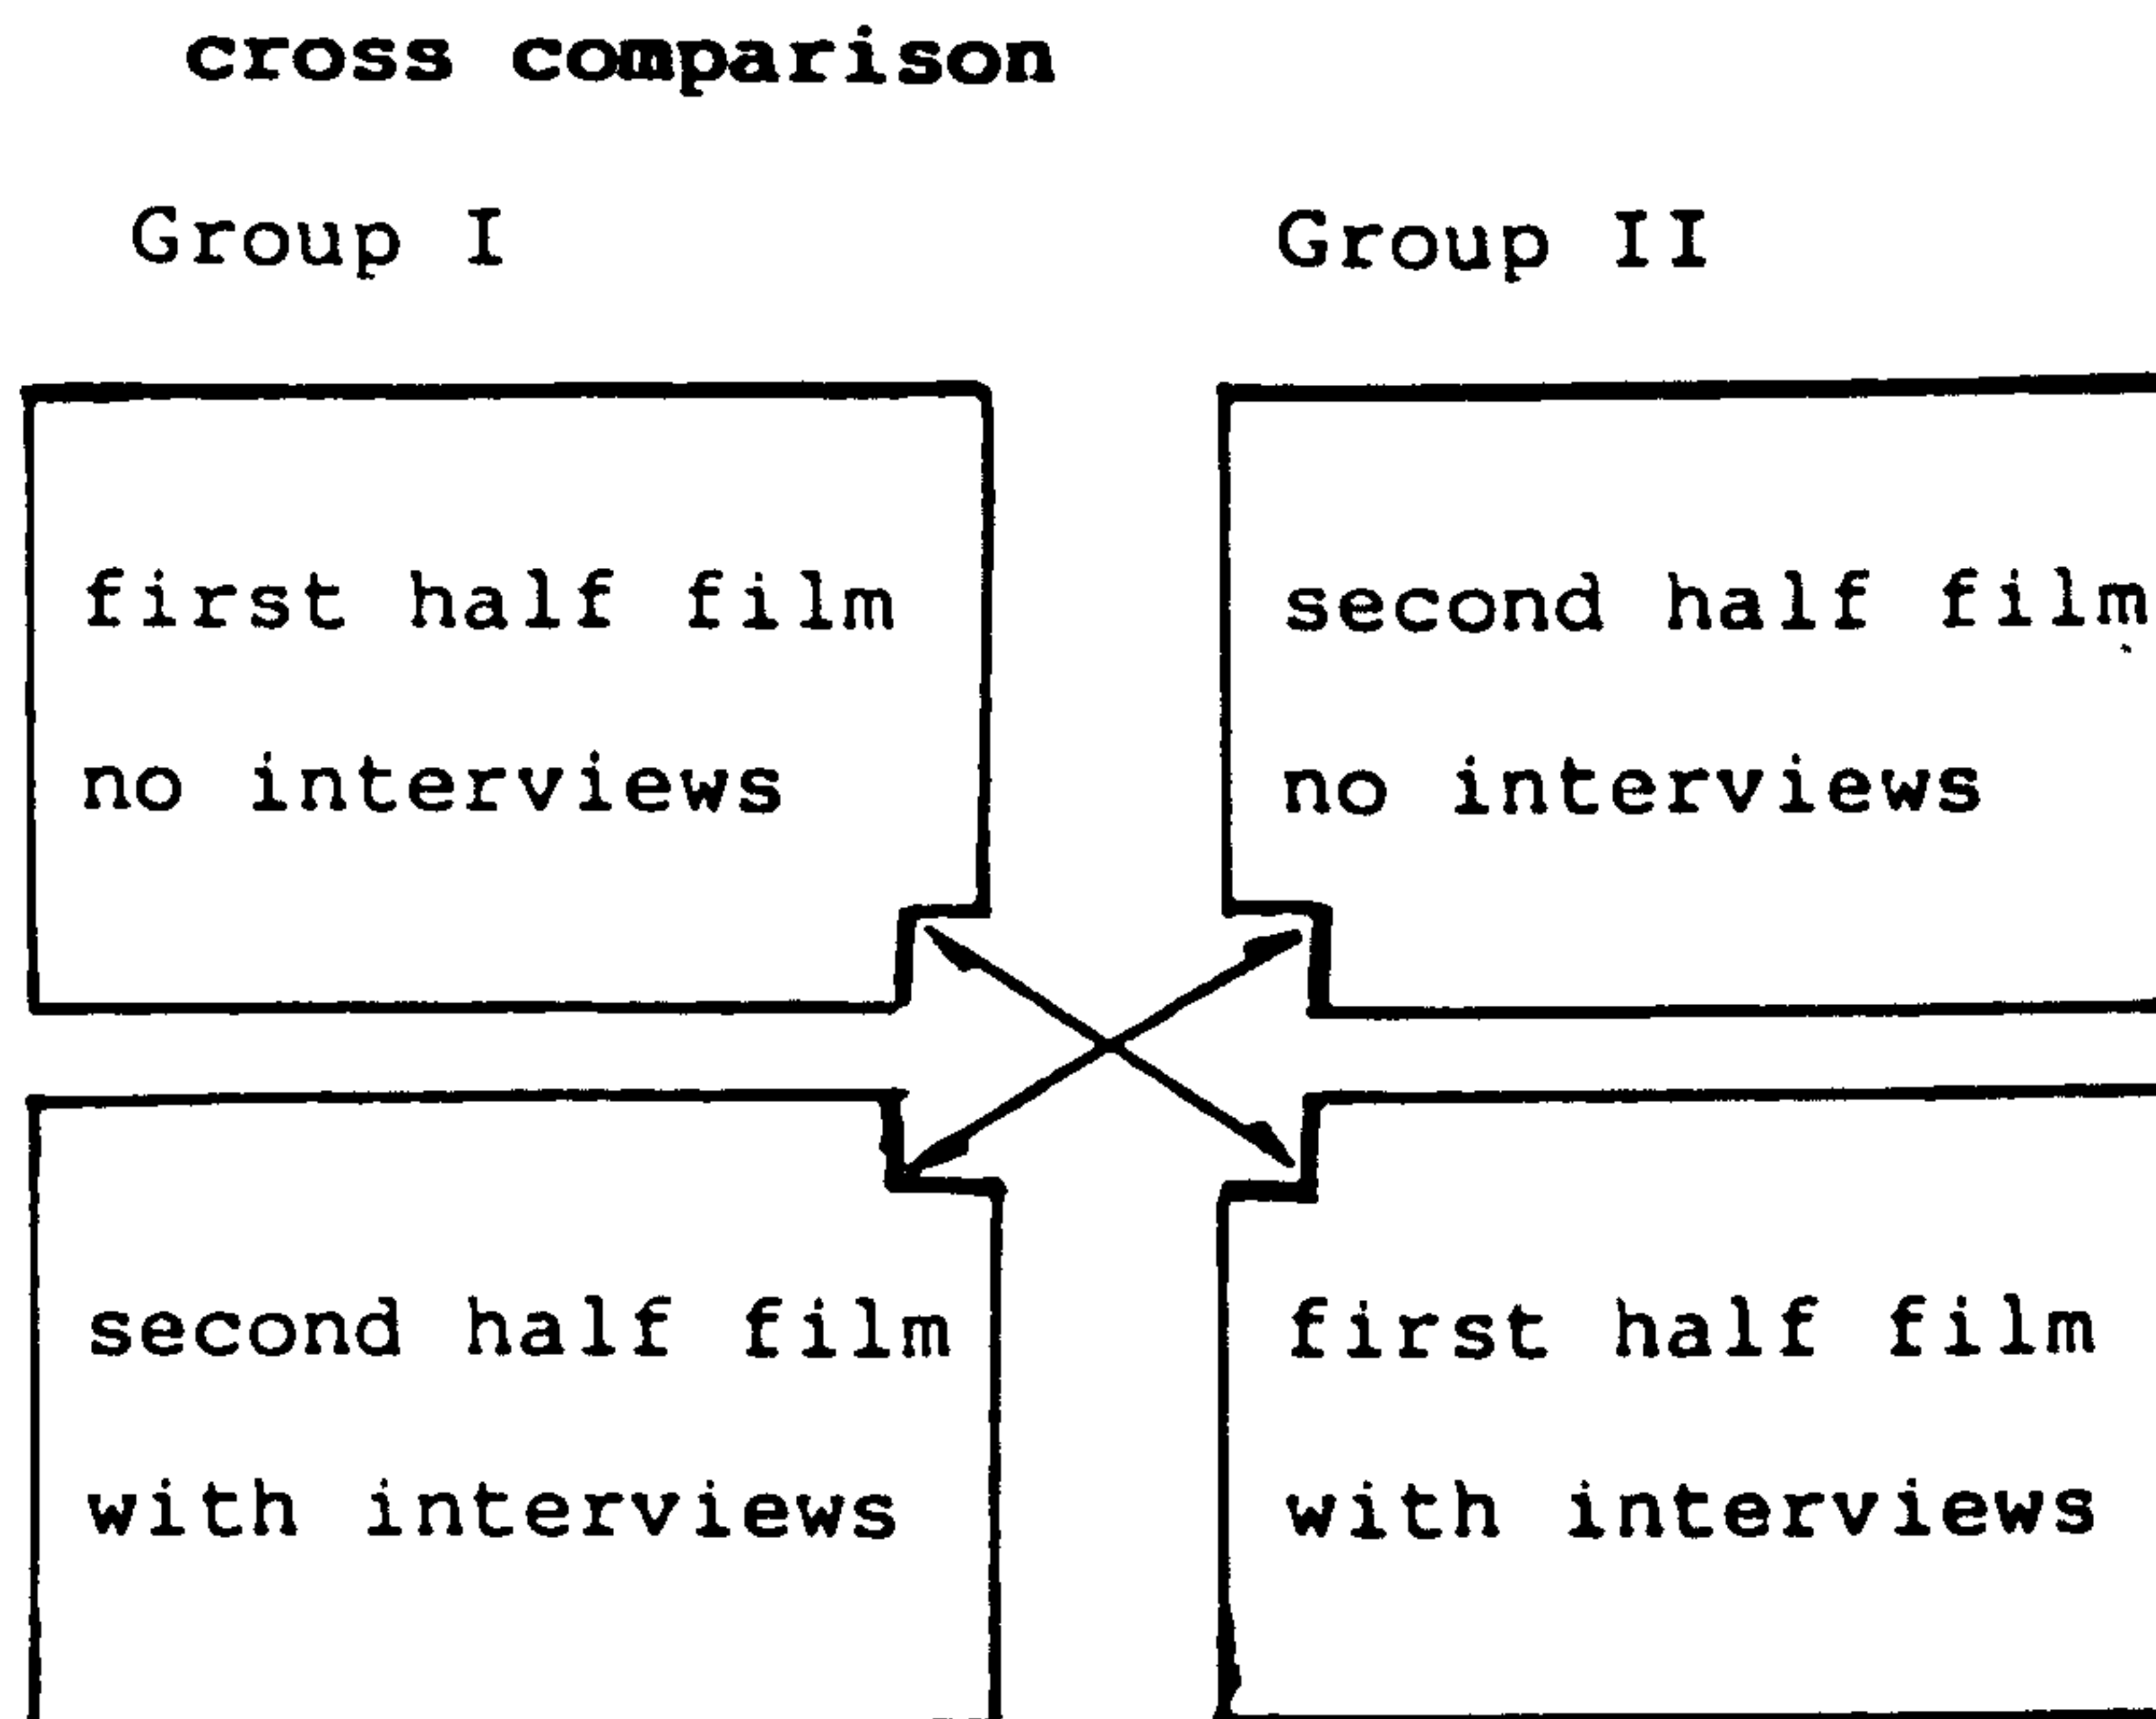 cross comparison
Group I
Group II
first half film
no interviews
second half film
no interviews
second half film
with interviews
first half film
with interviews